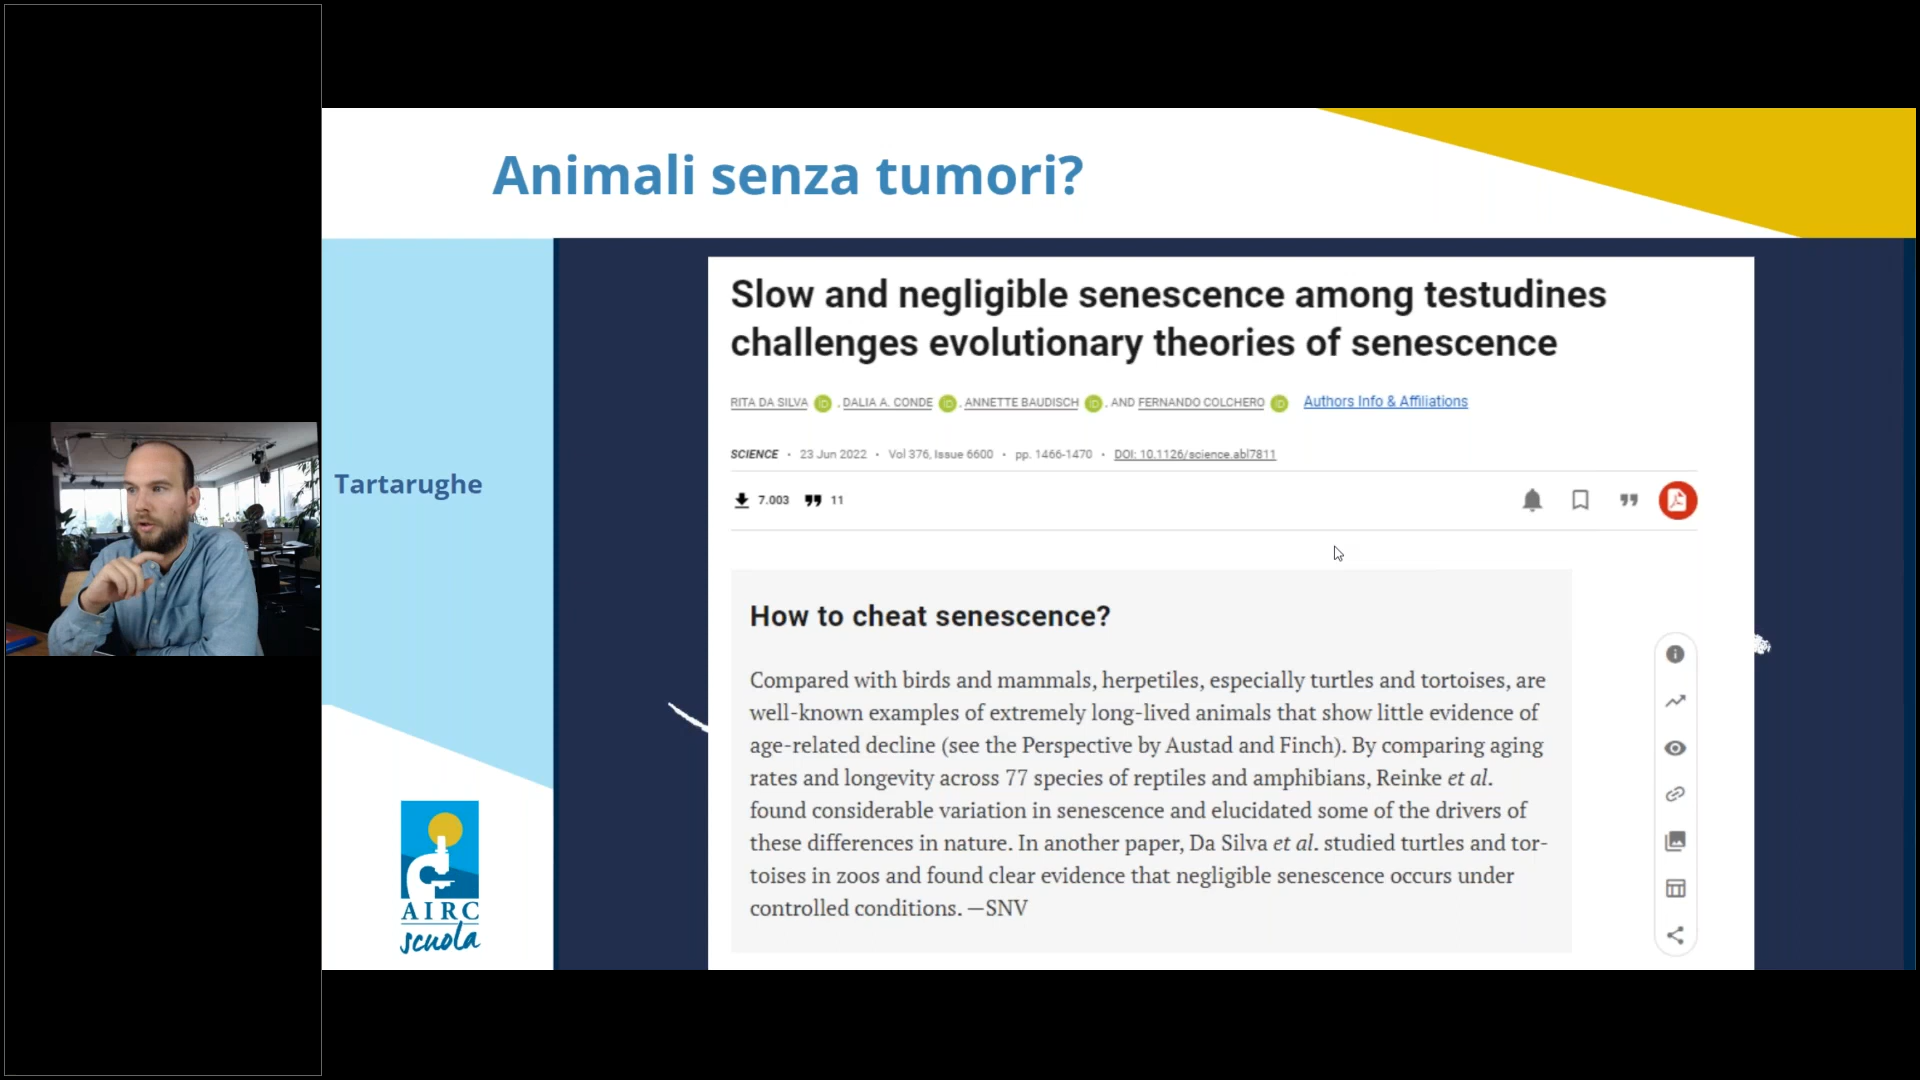 Animali senza tumori?
Tartarughe
Slow and negligible senescence among testudines
challenges evolutionary theories of senescence
RITA DA SILVA iD , DALIA A. CONDE iD , ANNETTE BAUDISCH iD , AND FERNANDO COLCHERO iD Authors Info & Affiliations
SCIENCE • 23 Jun 2022 • Vol 376, Issue 6600 • pp. 1466-1470 • DOI: 10.1126/science.abl7811
7.003 11
How to cheat senescence?
Compared with birds and mammals, herpetiles, especially turtles and tortoises, are
well-known examples of extremely long-lived animals that show little evidence of
age-related decline (see the Perspective by Austad and Finch). By comparing aging
rates and longevity across 77 species of reptiles and amphibians, Reinke et al.
found considerable variation in senescence and elucidated some of the drivers of
these differences in nature. In another paper, Da Silva et al. studied turtles and tor-
toises in zoos and found clear evidence that negligible senescence occurs under
controlled conditions. —SNV
AIRC
scuola